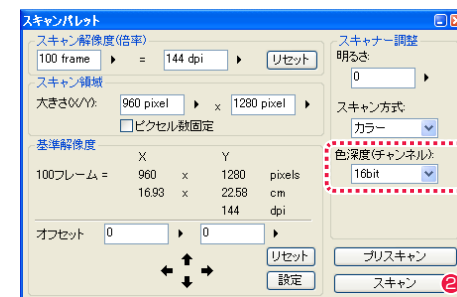 スキャンパレット
スキャン解像度(倍率)
100 frame = 144 dpi リセット
スキャン領域
大きさ(X/Y): 960 pixel x 1280 pixel
ピクセル数固定
基準解像度
X Y
100フレーム = 960 x 1280 pixels
16.93 x 22.58 cm
144 dpi
オフセット 0 0
リセット
設定
スキャナー調整
明るさ:
0
スキャン方式:
カラー
色深度(チャンネル):
16bit
プリスキャン
スキャン 2